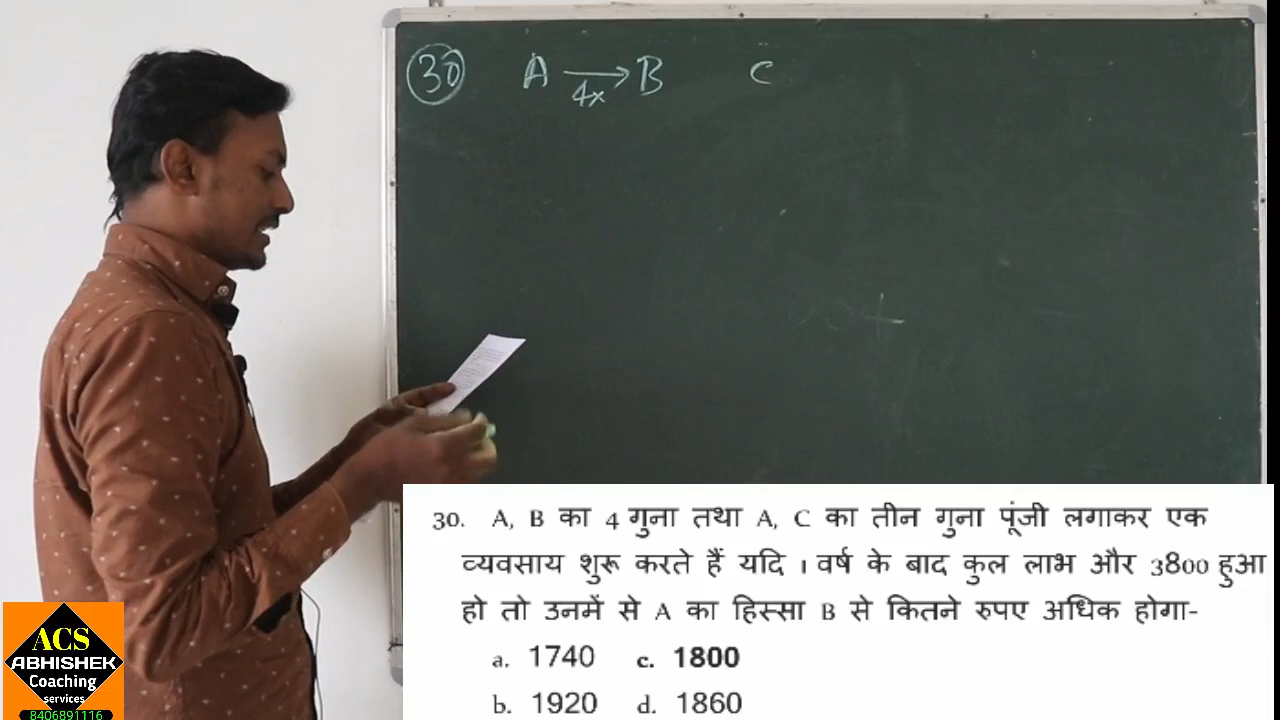 30 A → B C
4x
30. A, B का 4 गुना तथा A, C का तीन गुना पूंजी लगाकर एक
व्यवसाय शुरू करते हैं यदि 1 वर्ष के बाद कुल लाभ और 3800 हुआ
हो तो उनमें से A का हिस्सा B से कितने रुपए अधिक होगा-
a. 1740 c. 1800
b. 1920 d. 1860
ACS
ABHISHEK
Coaching
services
8406891116